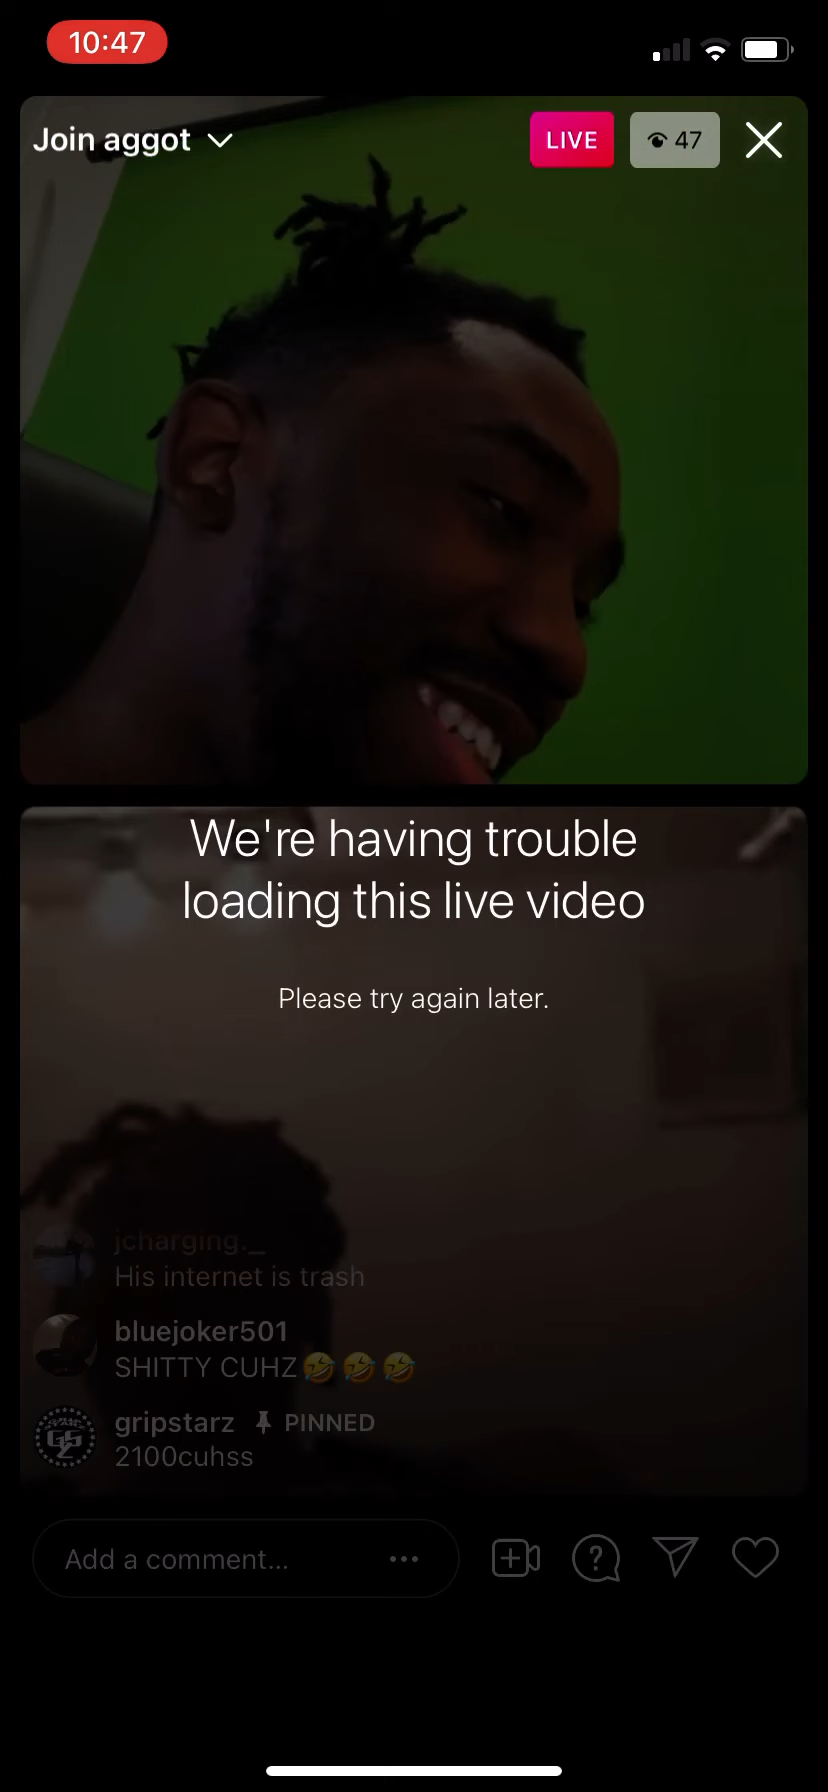 10:47
Join aggot
LIVE
47
We're having trouble
loading this live video
Please try again later.
jcharging._
His internet is trash
bluejoker501
SHITTY CUHZ🤣🤣🤣
gripstarz PINNED
2100cuhss
Add a comment...